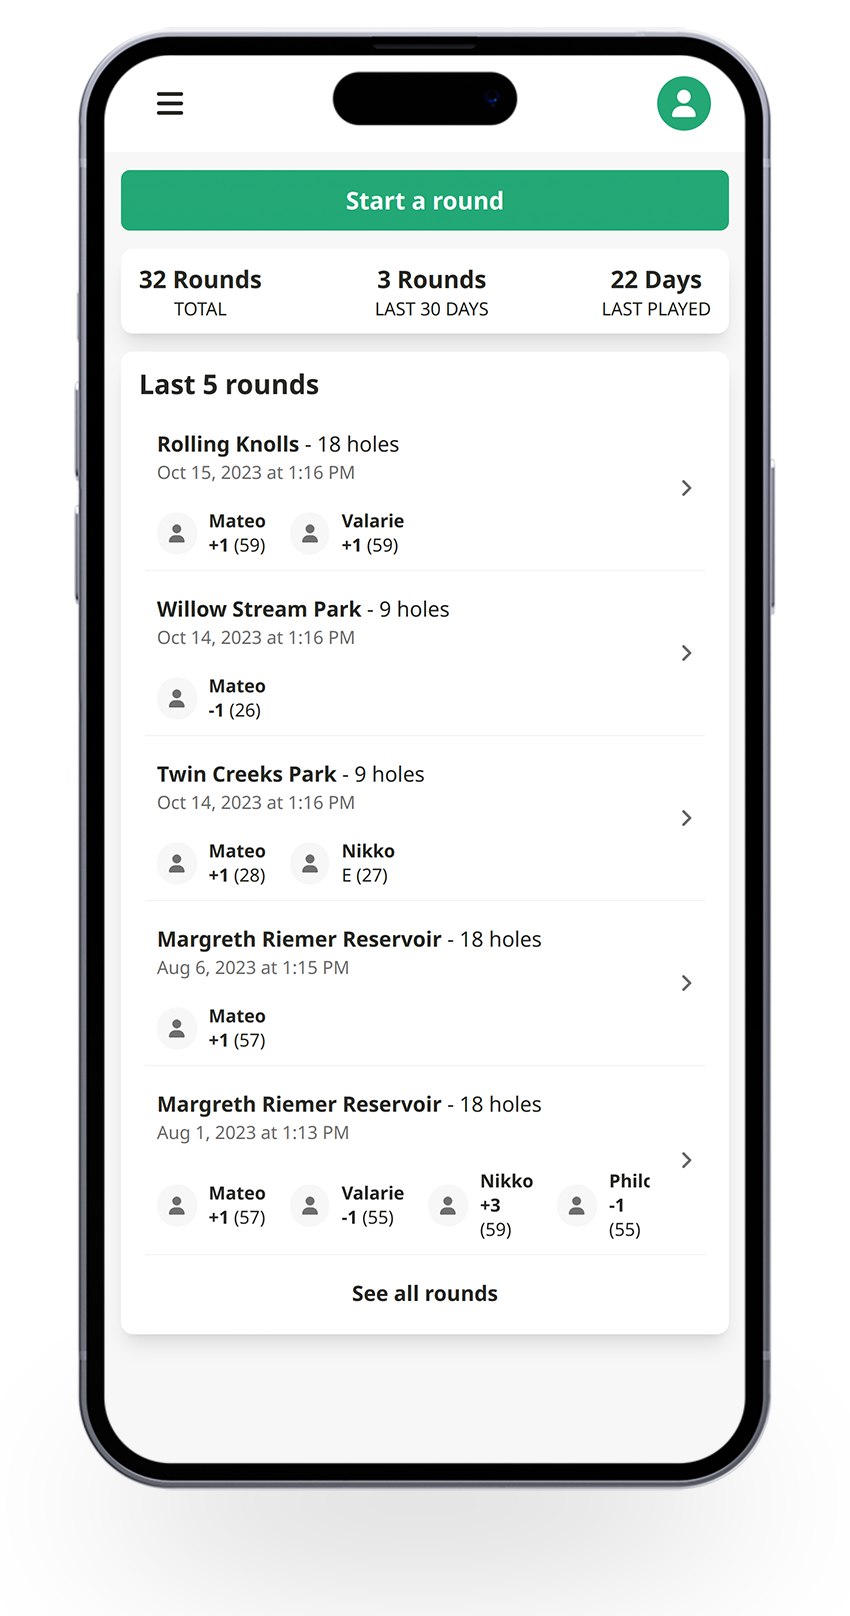 Start a round
32 Rounds
TOTAL
3 Rounds
LAST 30 DAYS
22 Days
LAST PLAYED
Last 5 rounds
Rolling Knolls - 18 holes
Oct 15, 2023 at 1:16 PM
Mateo
+1 (59)
Valarie
+1 (59)
Willow Stream Park - 9 holes
Oct 14, 2023 at 1:16 PM
Mateo
-1 (26)
Twin Creeks Park - 9 holes
Oct 14, 2023 at 1:16 PM
Mateo
+1 (28)
Nikko
E (27)
Margreth Riemer Reservoir - 18 holes
Aug 6, 2023 at 1:15 PM
Mateo
+1 (57)
Margreth Riemer Reservoir - 18 holes
Aug 1, 2023 at 1:13 PM
Mateo
+1 (57)
Valarie
-1 (55)
Nikko
+3
(59)
-1
(55)
See all rounds